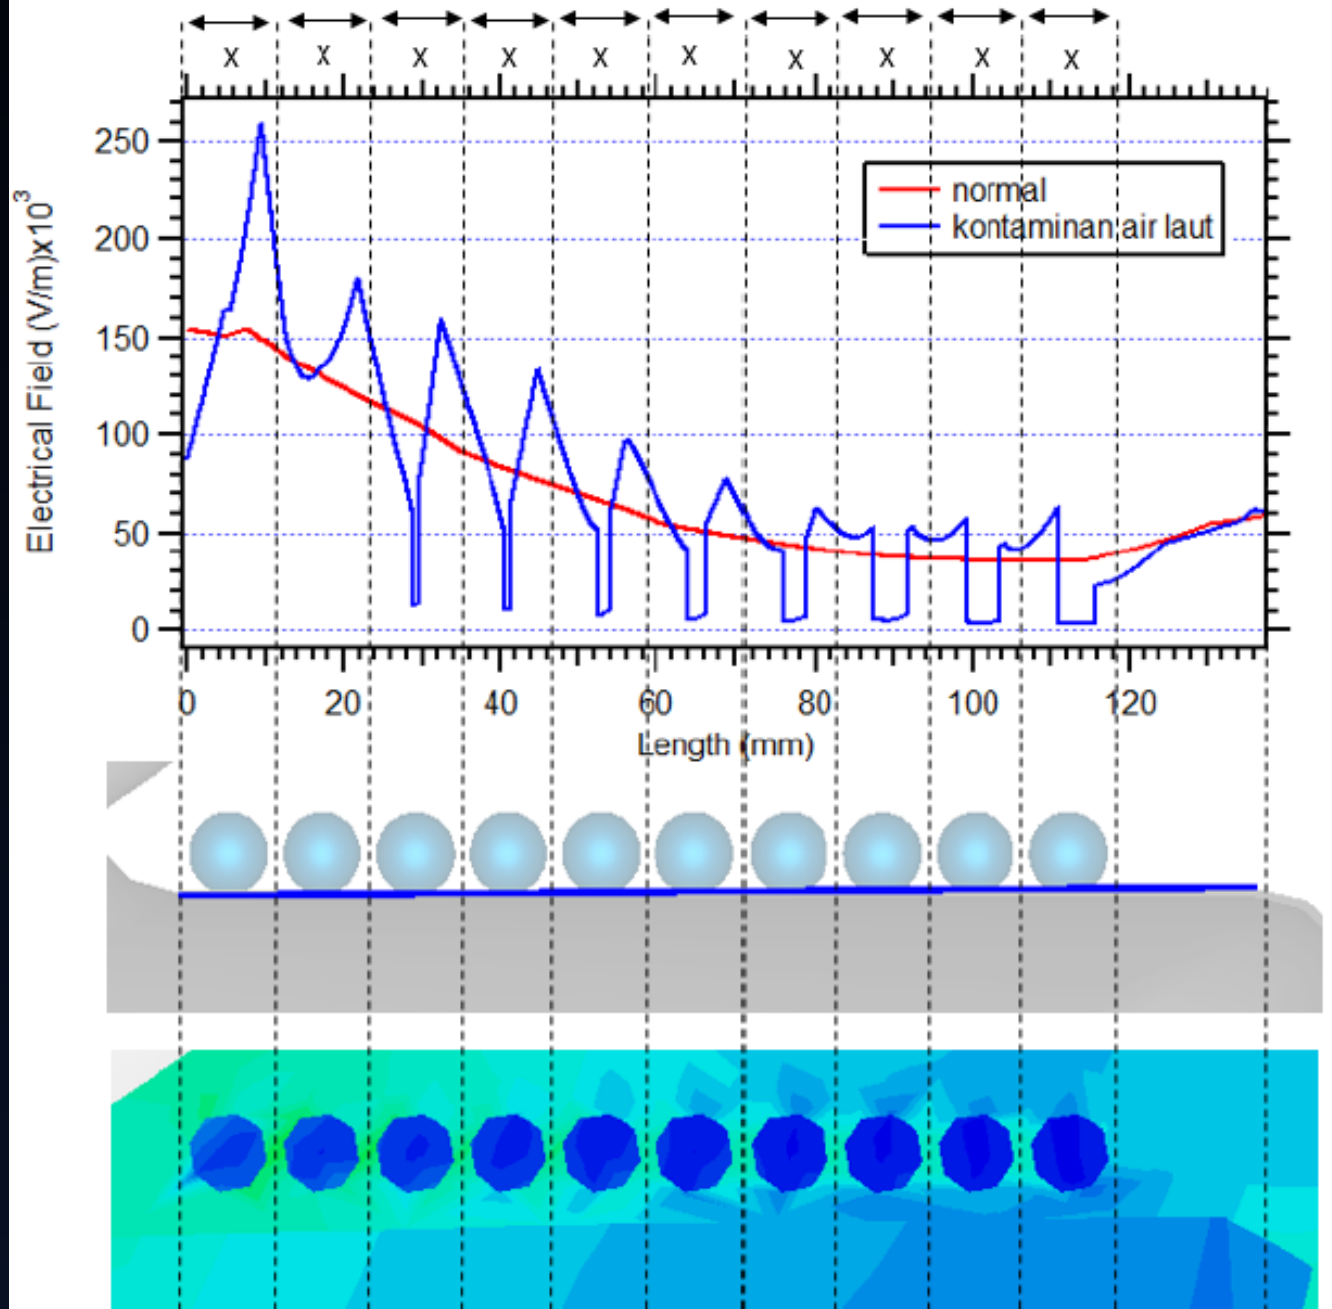 x x x x x x x x x x
Electrical Field (V/m)x10³
250
200
150
100
50
0
normal
kontaminan air laut
0 20 40 60 80 100 120
Length (mm)